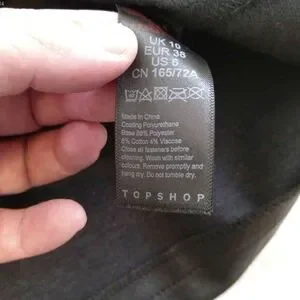 UK 10
EUR 38
US 6
CN 165/72A
Made in China
Coating Polyurethane
Base 90% Polyester
6% Cotton 4% Viscose
Close all fasteners before
cleaning. Wash with similar
colours. Remove promptly and
hang dry. Do not tumble dry.
TOPSHOP